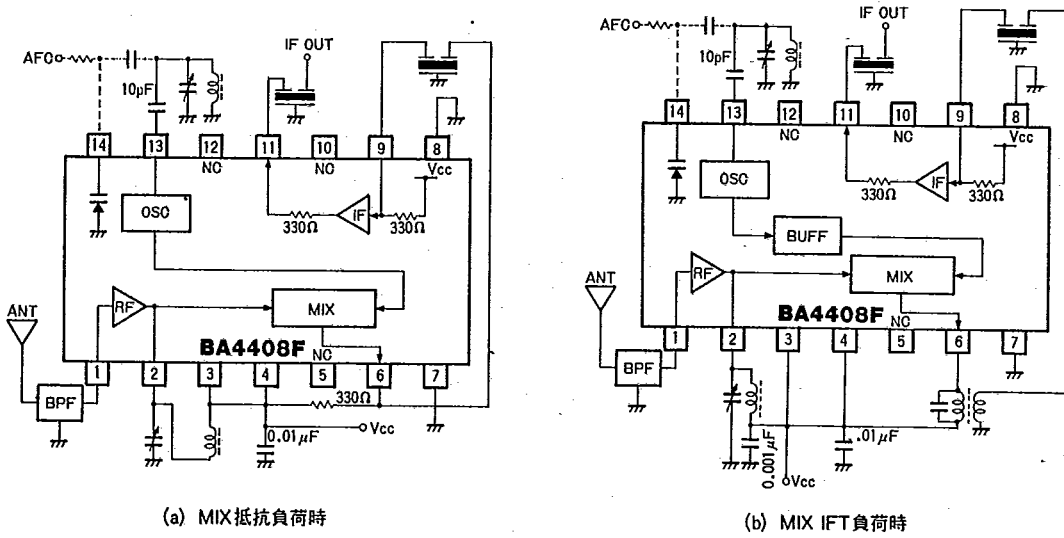 AFC
10pF
IF OUT
14
13
12
11
10
9
8
NC
NC
Vcc
OSC
330Ω
IF
330Ω
RF
MIX
ANT
BA4408F
NC
1
2
3
4
5
6
7
BPF
330Ω
0.01μF
Vcc
(a) MIX抵抗負荷時
AFC
10pF
IF OUT
14
13
12
11
10
9
8
NC
NC
Vcc
OSC
330Ω
IF
330Ω
BUFF
RF
MIX
ANT
BA4408F
NC
1
2
3
4
5
6
7
BPF
0.001μF
.01μF
Vcc
(b) MIX IFT負荷時